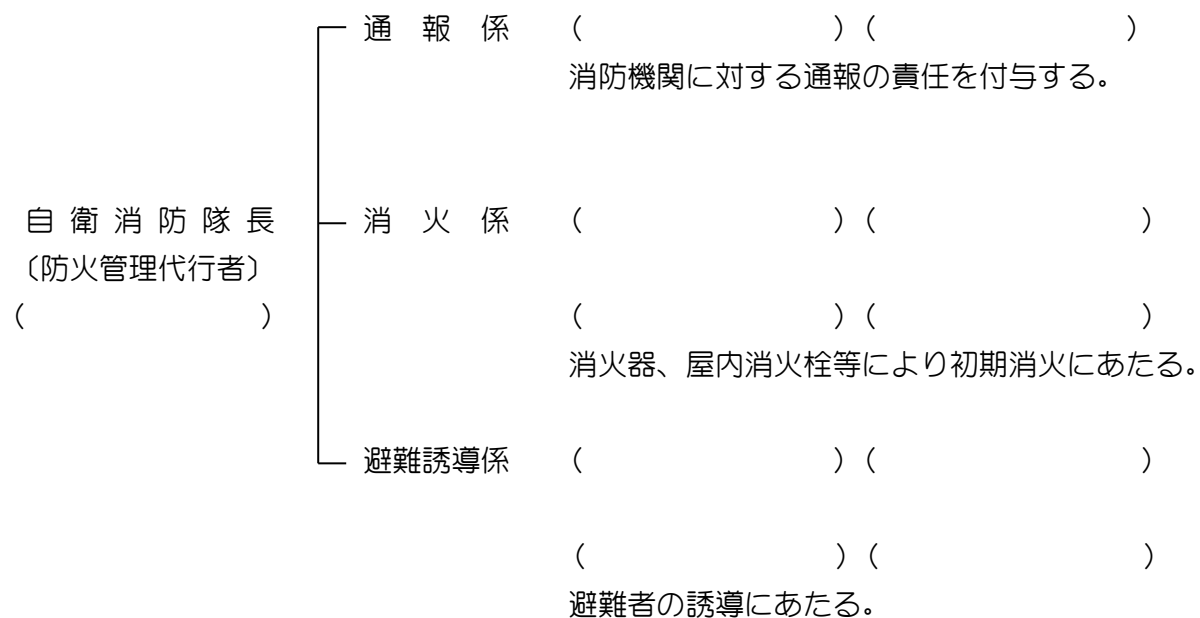 通 報 係 （　　　　　　　　）（　　　　　　　　）
消防機関に対する通報の責任を付与する。
自 衛 消 防 隊 長
消 火 係 （　　　　　　　　）（　　　　　　　　）
〔防火管理代行者〕
（　　　　　　　　）
（　　　　　　　　）（　　　　　　　　）
消火器、屋内消火栓等により初期消火にあたる。
避難誘導係 （　　　　　　　　）（　　　　　　　　）
（　　　　　　　　）（　　　　　　　　）
避難者の誘導にあたる。